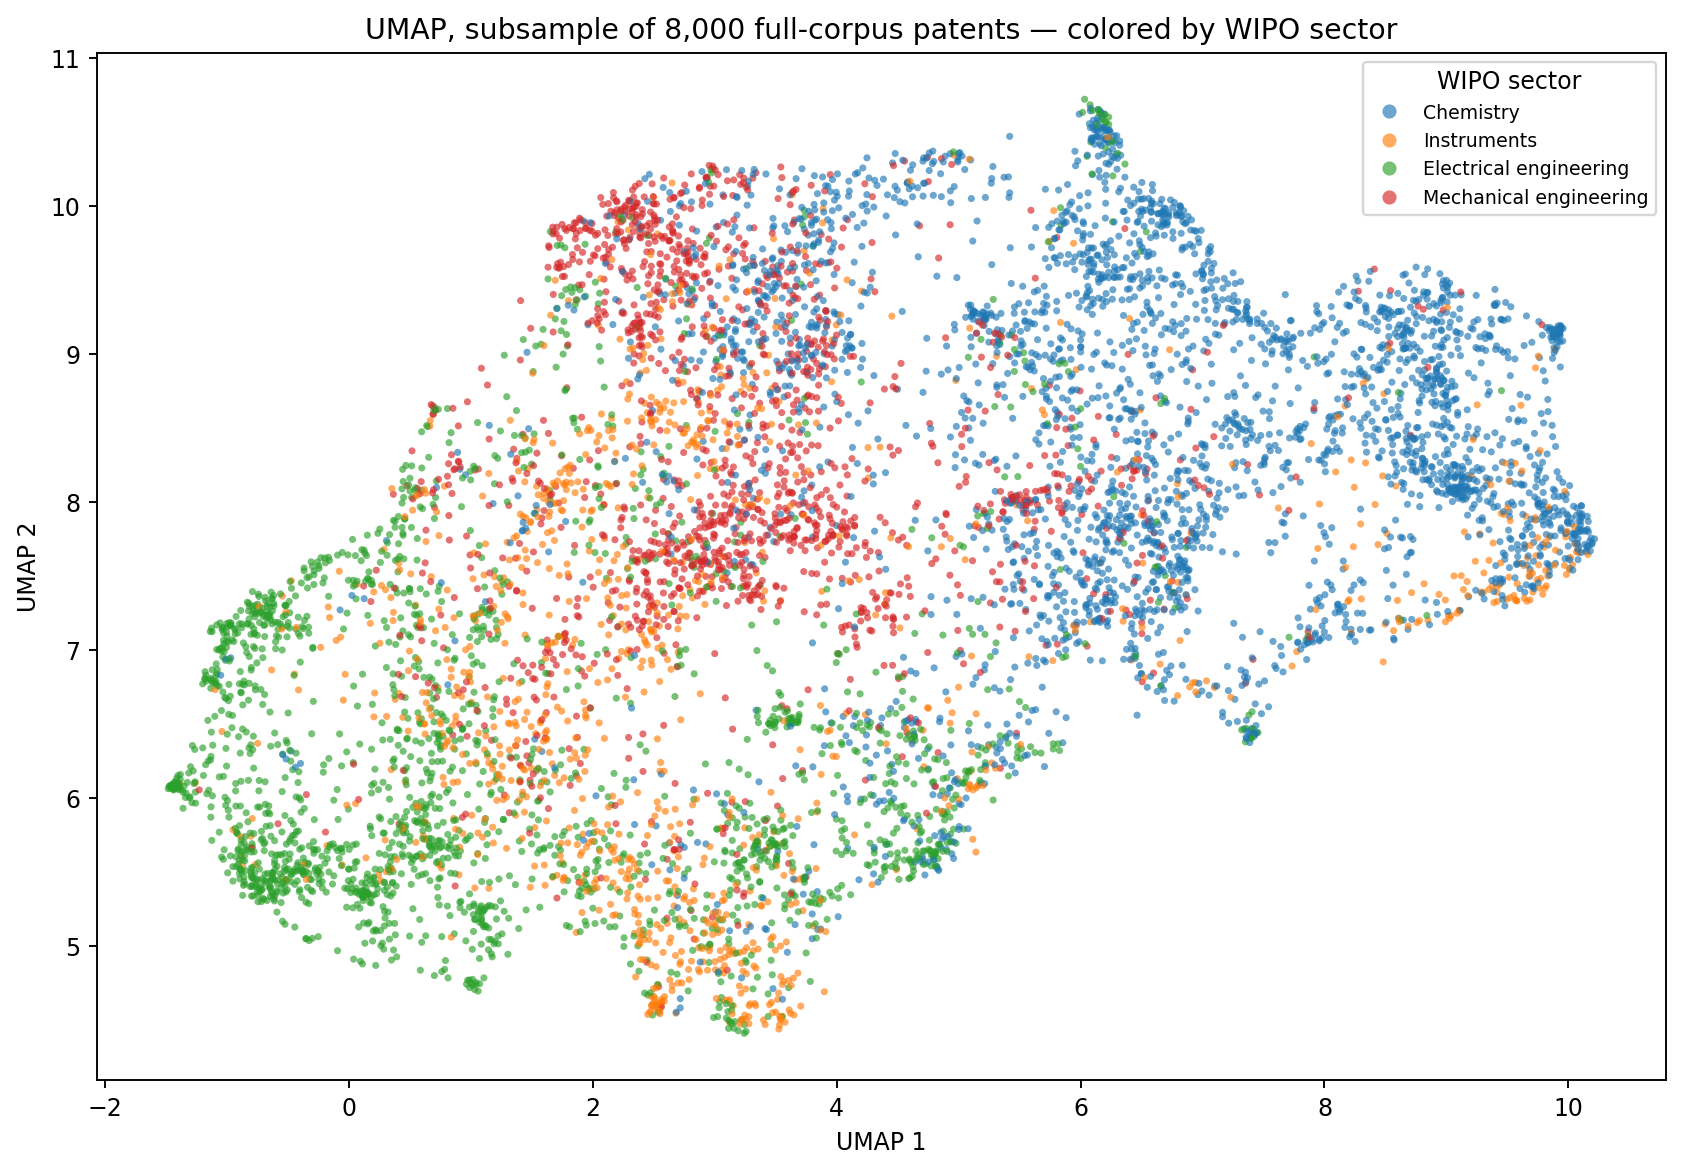 UMAP, subsample of 8,000 full-corpus patents — colored by WIPO sector
WIPO sector
Chemistry
Instruments
Electrical engineering
Mechanical engineering
11
10
9
8
7
6
5
UMAP 2
−2
0
2
4
6
8
10
UMAP 1